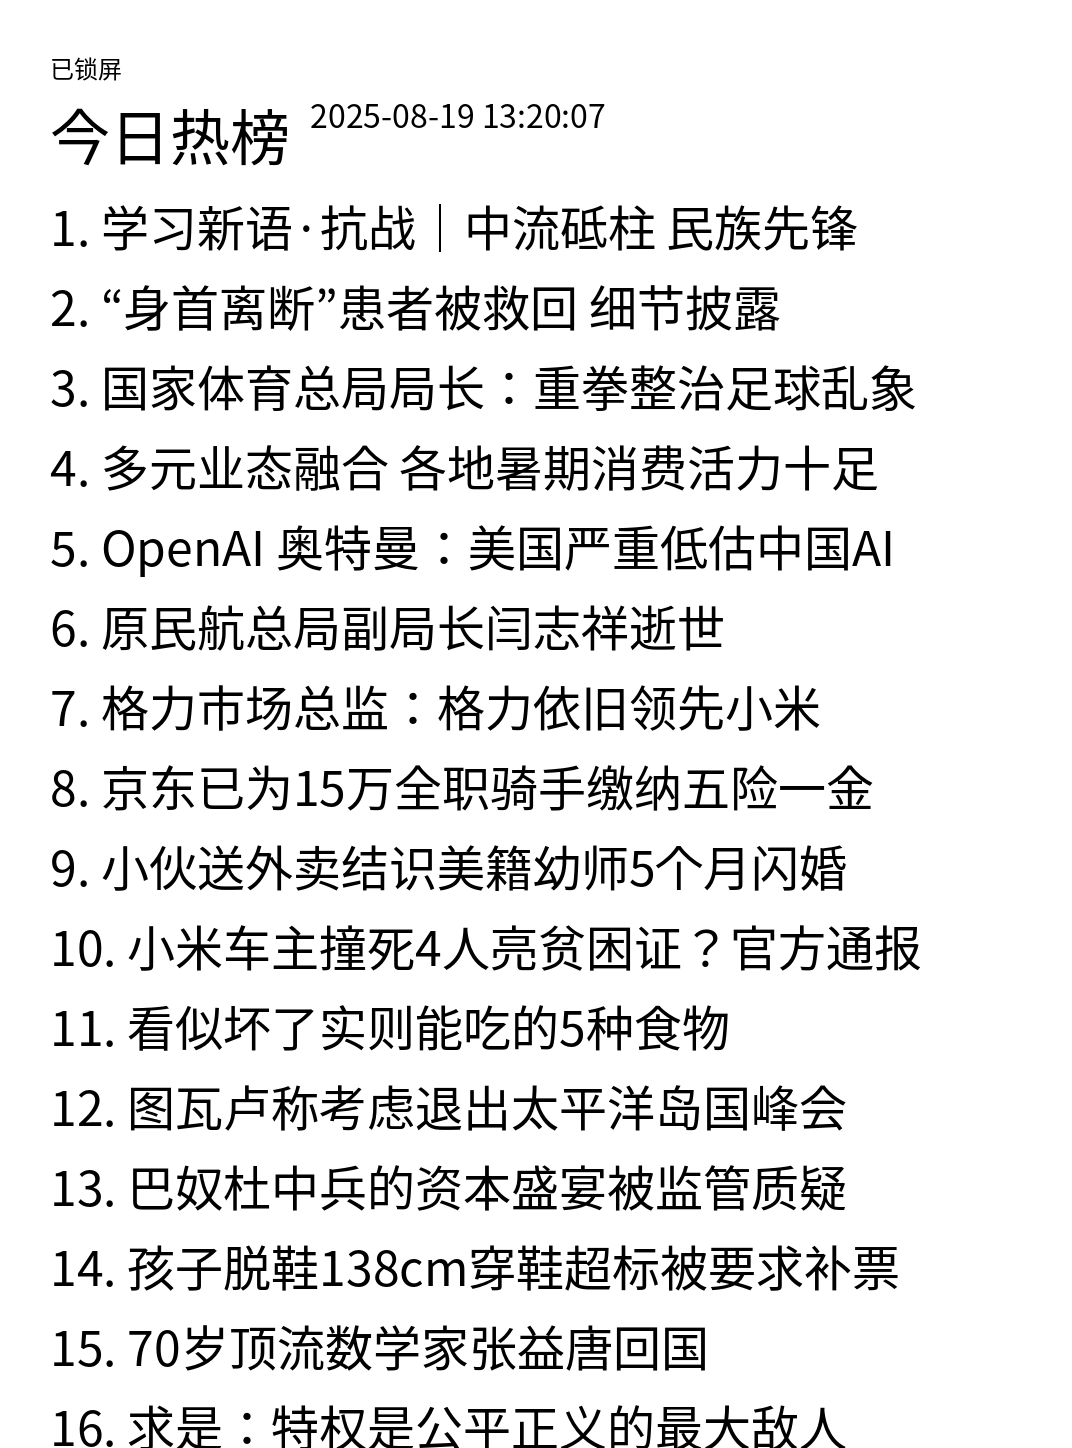 已锁屏
今日热榜 2025-08-19 13:20:07
1. 学习新语·抗战｜中流砥柱 民族先锋
2. “身首离断”患者被救回 细节披露
3. 国家体育总局局长：重拳整治足球乱象
4. 多元业态融合 各地暑期消费活力十足
5. OpenAI 奥特曼：美国严重低估中国AI
6. 原民航总局副局长闫志祥逝世
7. 格力市场总监：格力依旧领先小米
8. 京东已为15万全职骑手缴纳五险一金
9. 小伙送外卖结识美籍幼师5个月闪婚
10. 小米车主撞死4人亮贫困证？官方通报
11. 看似坏了实则能吃的5种食物
12. 图瓦卢称考虑退出太平洋岛国峰会
13. 巴奴杜中兵的资本盛宴被监管质疑
14. 孩子脱鞋138cm穿鞋超标被要求补票
15. 70岁顶流数学家张益唐回国
16. 求是：特权是公平正义的最大敌人